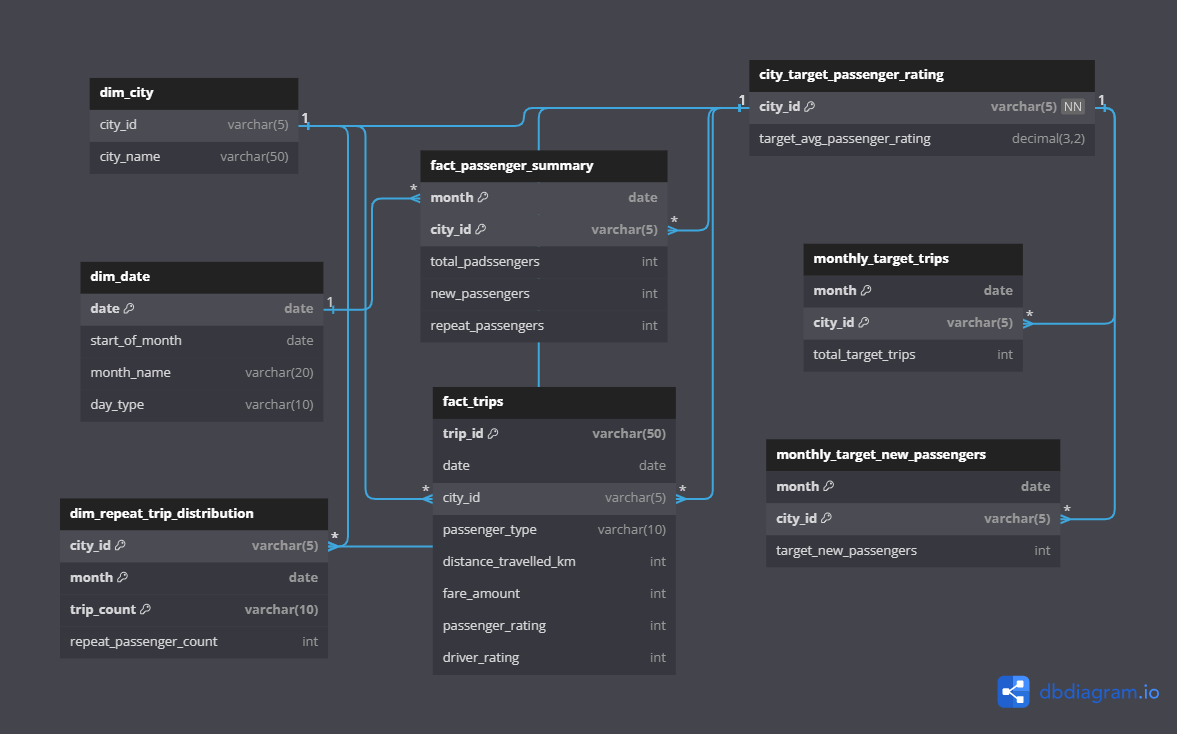 dim_city
city_id varchar(5)
city_name varchar(50)
1
city_target_passenger_rating
1 city_id varchar(5) NN 1
target_avg_passenger_rating decimal(3,2)
fact_passenger_summary
* month date
city_id varchar(5) *
total_padssengers int
new_passengers int
repeat_passengers int
dim_date
date date 1
start_of_month date
month_name varchar(20)
day_type varchar(10)
monthly_target_trips
month date
city_id varchar(5) *
total_target_trips int
fact_trips
trip_id varchar(50)
date date
* city_id varchar(5) *
passenger_type varchar(10)
distance_travelled_km int
fare_amount int
passenger_rating int
driver_rating int
monthly_target_new_passengers
month date
city_id varchar(5) *
target_new_passengers int
dim_repeat_trip_distribution
city_id varchar(5) *
month date
trip_count varchar(10)
repeat_passenger_count int
dbdiagram.io